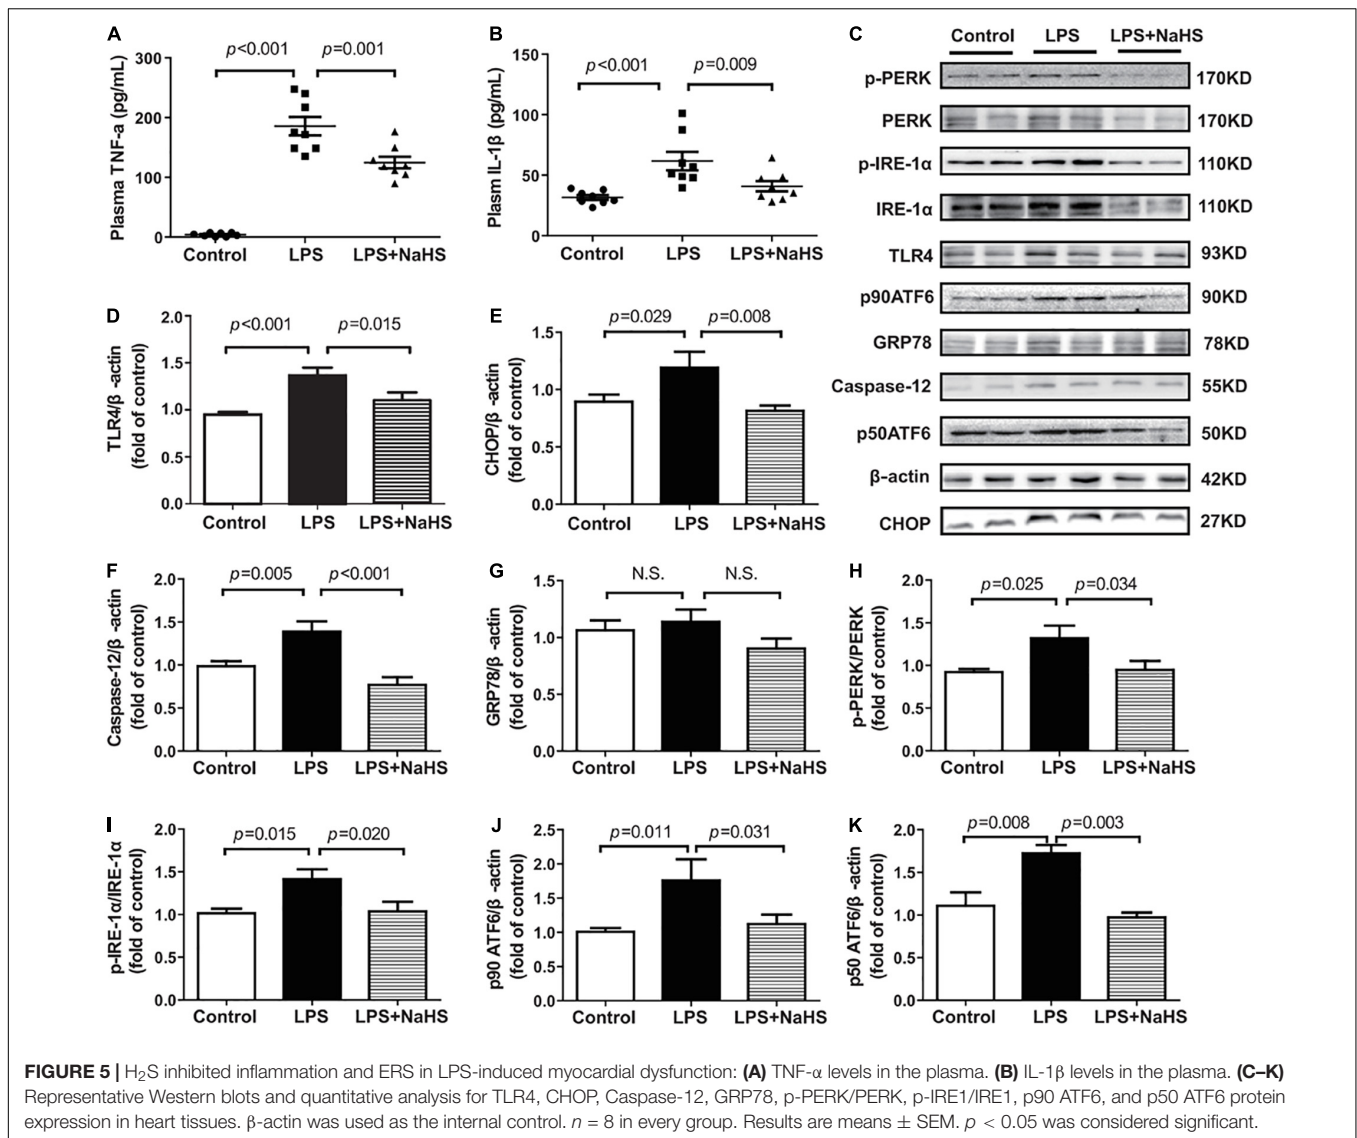 A
p<0.001 p=0.001
Plasma TNF-a (pg/mL)
300
200
100
0
Control LPS LPS+NaHS
B
p<0.001 p=0.009
Plasm IL-1β (pg/mL)
150
100
50
0
Control LPS LPS+NaHS
C
Control LPS LPS+NaHS
p-PERK 170KD
PERK 170KD
p-IRE-1α 110KD
IRE-1α 110KD
TLR4 93KD
p90ATF6 90KD
GRP78 78KD
Caspase-12 55KD
p50ATF6 50KD
β-actin 42KD
CHOP 27KD
D
p<0.001 p=0.015
TLR4/β -actin
(fold of control)
2.0
1.5
1.0
0.5
0.0
Control LPS LPS+NaHS
E
p=0.029 p=0.008
CHOP/β -actin
(fold of control)
1.5
1.0
0.5
0.0
Control LPS LPS+NaHS
F
p=0.005 p<0.001
Caspase-12/β -actin
(fold of control)
2.0
1.5
1.0
0.5
0.0
Control LPS LPS+NaHS
G
N.S. N.S.
GRP78/β -actin
(fold of control)
1.5
1.0
0.5
0.0
Control LPS LPS+NaHS
H
p=0.025 p=0.034
p-PERK/PERK
(fold of control)
2.0
1.5
1.0
0.5
0.0
Control LPS LPS+NaHS
I
p=0.015 p=0.020
p-IRE-1α/IRE-1α
(fold of control)
2.0
1.5
1.0
0.5
0.0
Control LPS LPS+NaHS
J
p=0.011 p=0.031
p90 ATF6/β -actin
(fold of control)
2.5
2.0
1.5
1.0
0.5
0.0
Control LPS LPS+NaHS
K
p=0.008 p=0.003
p50 ATF6/β -actin
(fold of control)
2.0
1.5
1.0
0.5
0.0
Control LPS LPS+NaHS
FIGURE 5 | H₂S inhibited inflammation and ERS in LPS-induced myocardial dysfunction: (A) TNF-α levels in the plasma. (B) IL-1β levels in the plasma. (C–K)
Representative Western blots and quantitative analysis for TLR4, CHOP, Caspase-12, GRP78, p-PERK/PERK, p-IRE1/IRE1, p90 ATF6, and p50 ATF6 protein
expression in heart tissues. β-actin was used as the internal control. n = 8 in every group. Results are means ± SEM. p < 0.05 was considered significant.